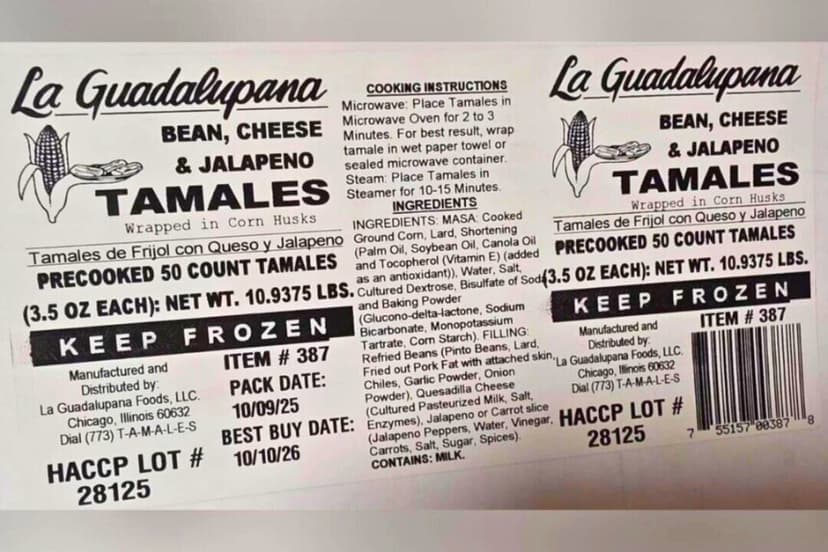 La Guadalupana
BEAN, CHEESE
& JALAPENO
TAMALES
Wrapped in Corn Husks
Tamales de Frijol con Queso y Jalapeno
PRECOOKED 50 COUNT TAMALES
(3.5 OZ EACH): NET WT. 10.9375 LBS.
KEEP FROZEN
Manufactured and
Distributed by:
La Guadalupana Foods, LLC.
Chicago, Illinois 60632
Dial (773) T-A-M-A-L-E-S
HACCP LOT #
28125
ITEM # 387
PACK DATE:
10/09/25
BEST BUY DATE:
10/10/26
COOKING INSTRUCTIONS
Microwave: Place Tamales in
Microwave Oven for 2 to 3
Minutes. For best result, wrap
tamale in wet paper towel or
sealed microwave container.
Steam: Place Tamales in
Steamer for 10-15 Minutes.
INGREDIENTS
INGREDIENTS: MASA: Cooked
Ground Corn, Lard, Shortening
(Palm Oil, Soybean Oil, Canola Oil
and Tocopherol (Vitamin E) (added
as an antioxidant)), Water, Salt,
Cultured Dextrose, Bisulfate of Soda
and Baking Powder
(Glucono-delta-lactone, Sodium
Bicarbonate, Monopotassium
Tartrate, Corn Starch). FILLING:
Refried Beans (Pinto Beans, Lard,
Fried out Pork Fat with attached skin,
Chiles, Garlic Powder, Onion
Powder), Quesadilla Cheese
(Cultured Pasteurized Milk, Salt,
Enzymes), Jalapeno or Carrot slice
(Jalapeno Peppers, Water, Vinegar,
Carrots, Salt, Sugar, Spices).
CONTAINS: MILK.
La Guadalupana
BEAN, CHEESE
& JALAPENO
TAMALES
Wrapped in Corn Husks
Tamales de Frijol con Queso y Jalapeno
PRECOOKED 50 COUNT TAMALES
(3.5 OZ EACH): NET WT. 10.9375 LBS.
KEEP FROZEN
Manufactured and
Distributed by:
La Guadalupana Foods, LLC.
Chicago, Illinois 60632
Dial (773) T-A-M-A-L-E-S
HACCP LOT #
28125
ITEM # 387
7 55157 00387 8